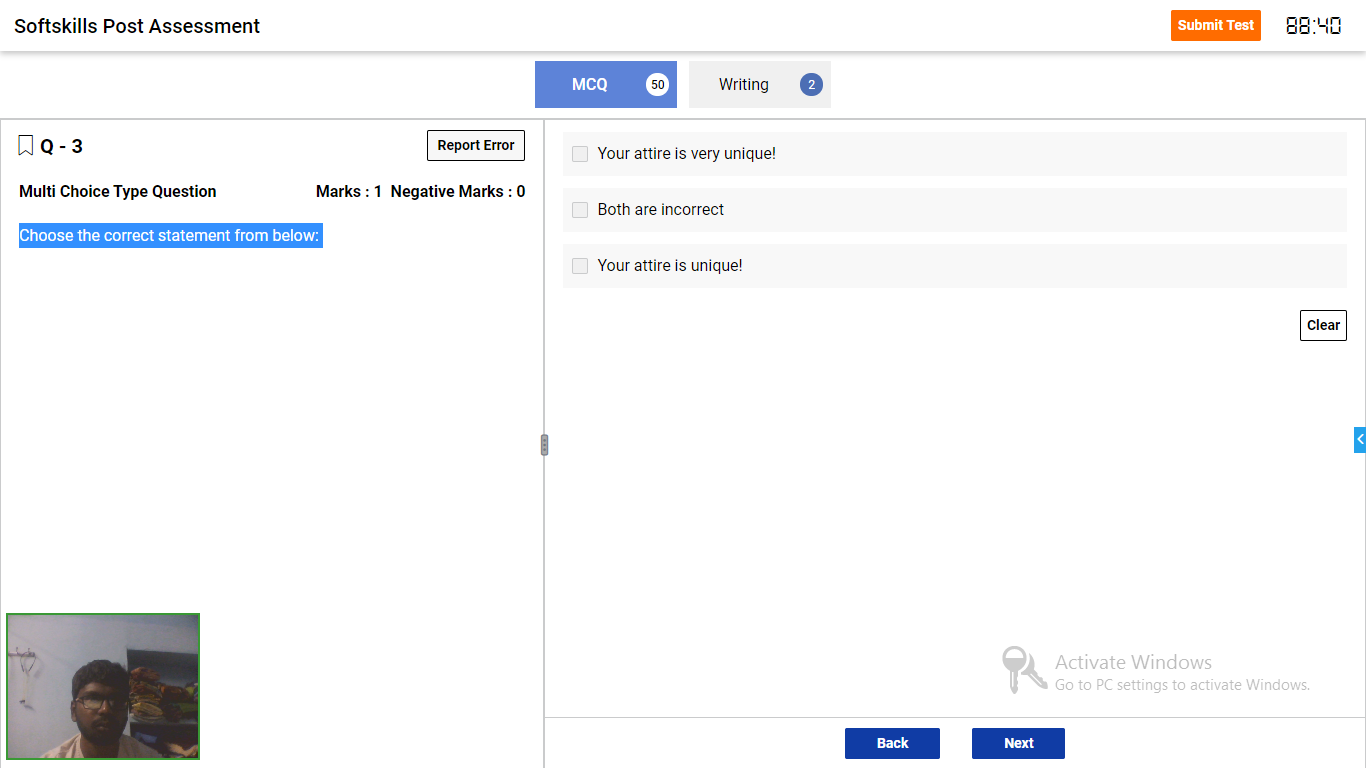 Softskills Post Assessment
Submit Test
88:40
MCQ 50
Writing 2
Q - 3
Report Error
Multi Choice Type Question
Marks : 1 Negative Marks : 0
Choose the correct statement from below:
Your attire is very unique!
Both are incorrect
Your attire is unique!
Clear
Activate Windows
Go to PC settings to activate Windows.
Back
Next